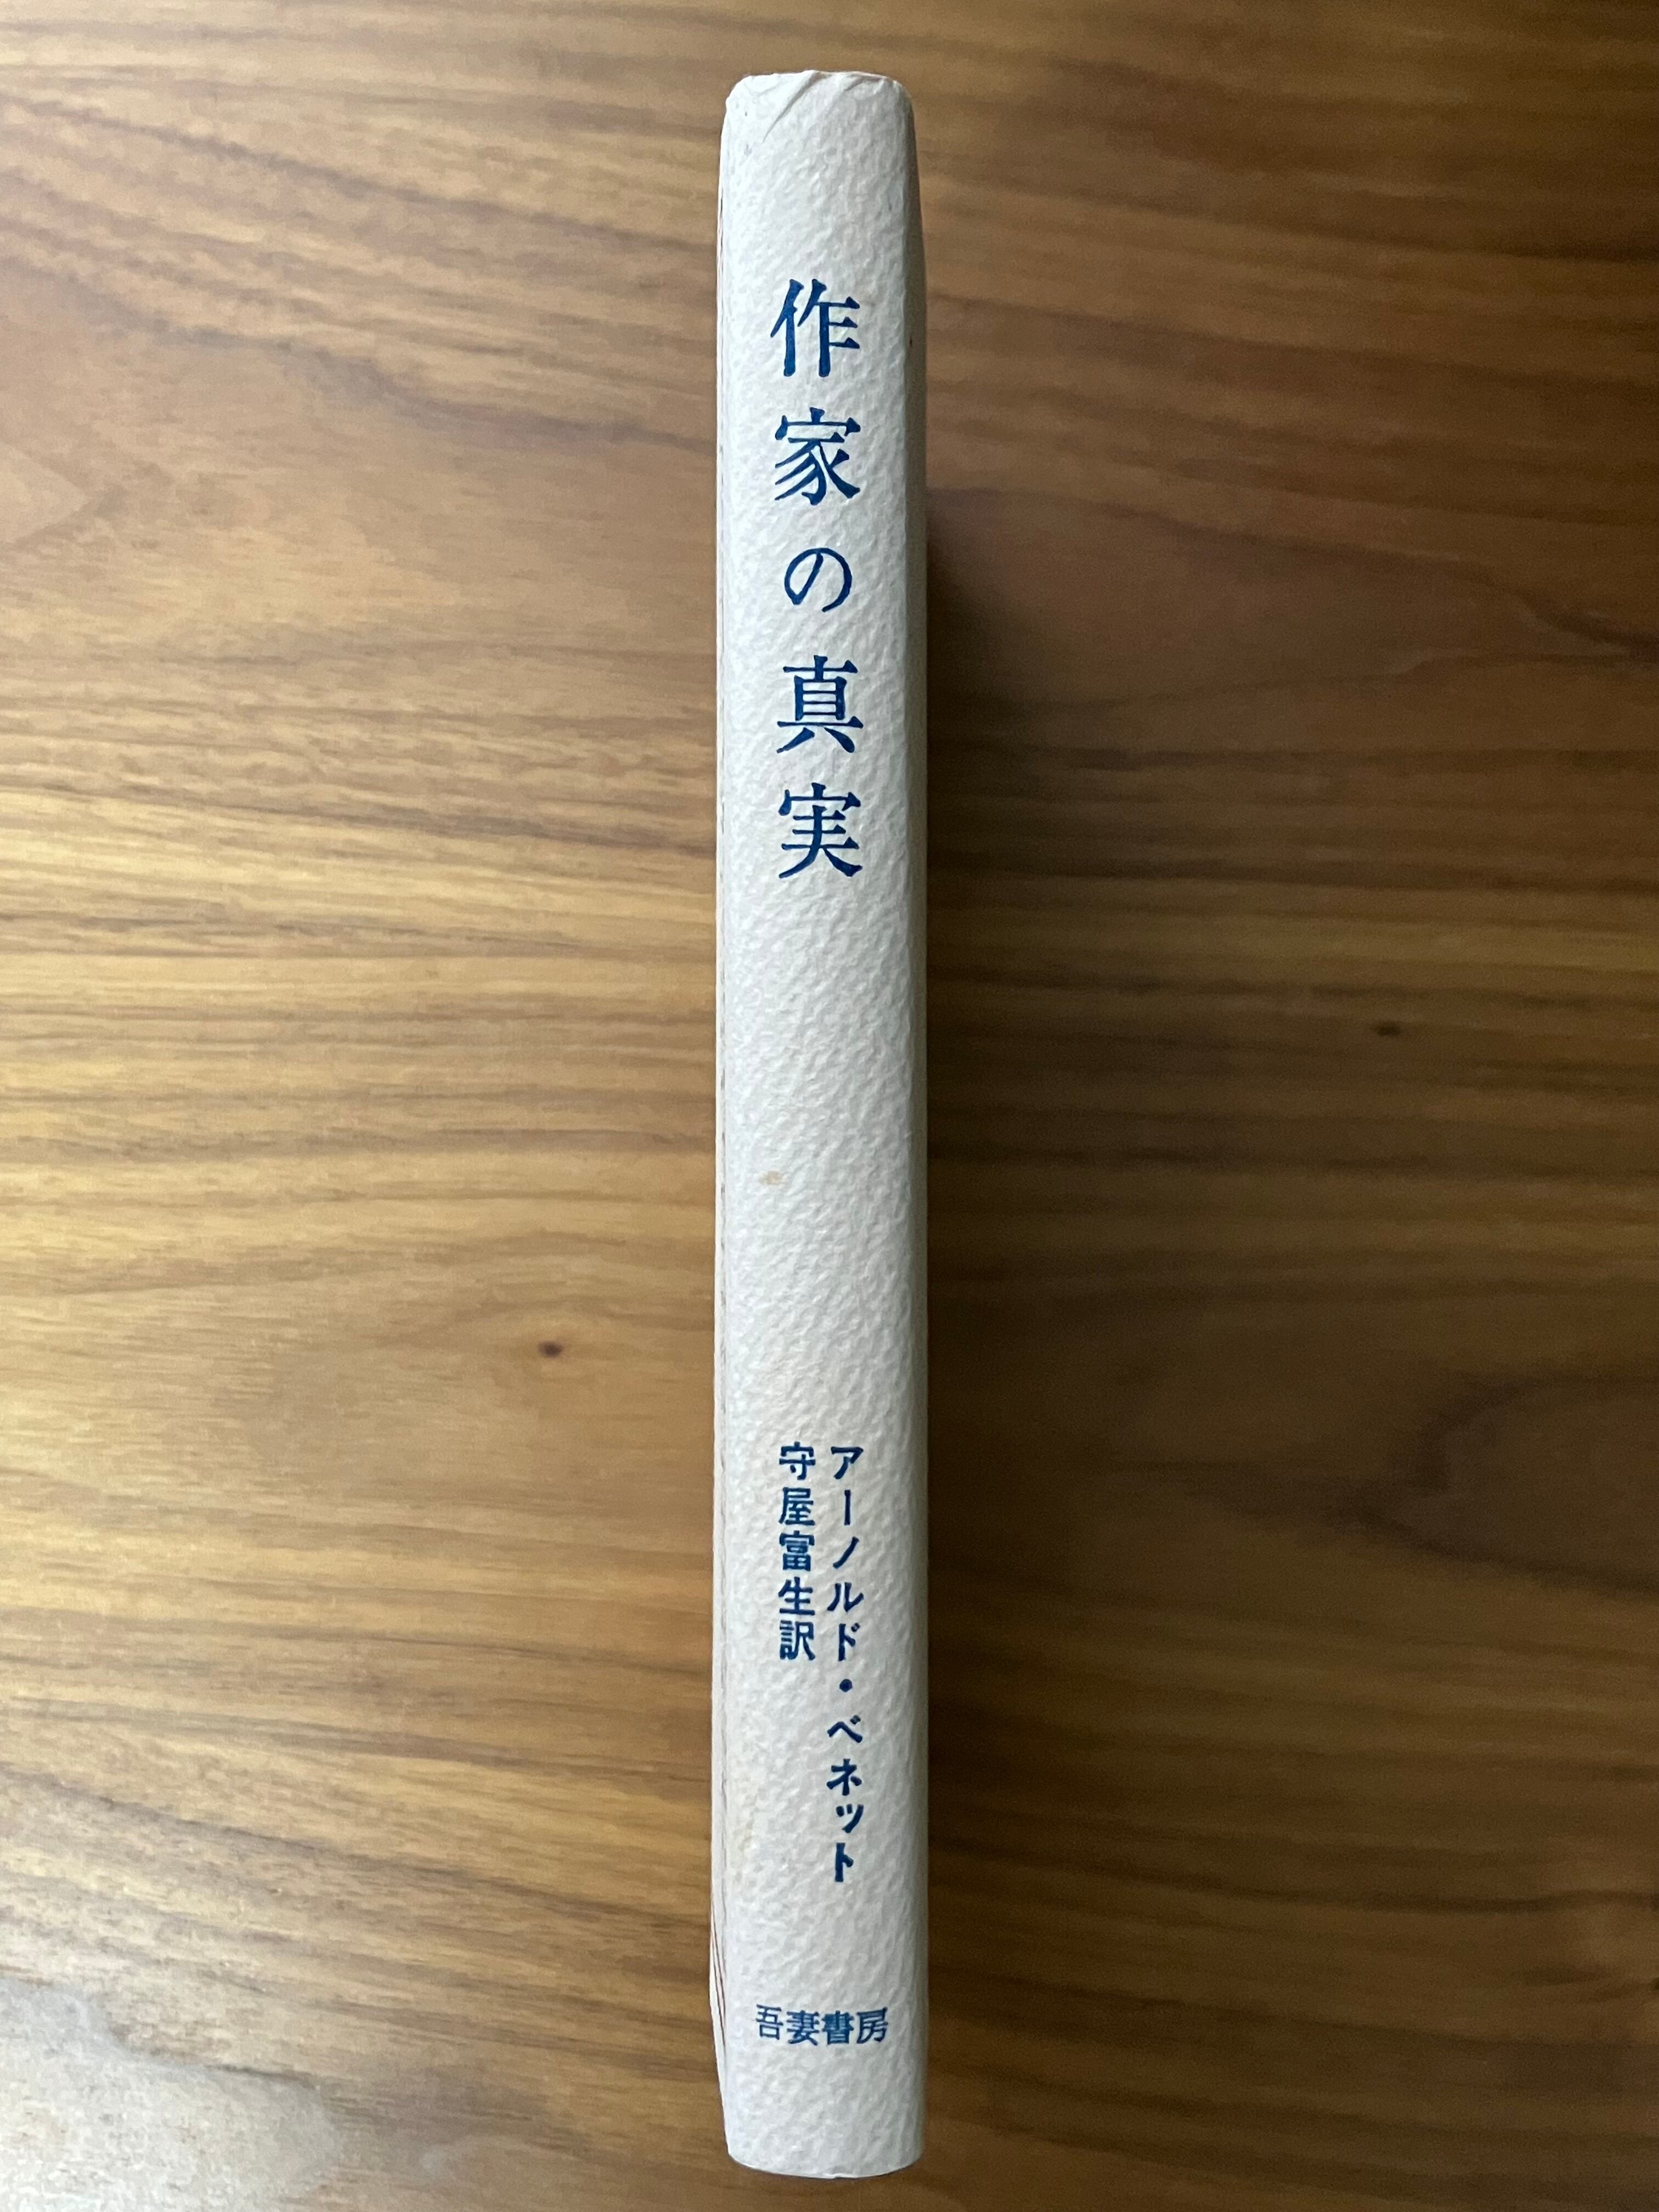 作家の真実
アーノルド・ベネット
守屋富生訳
吾妻書房